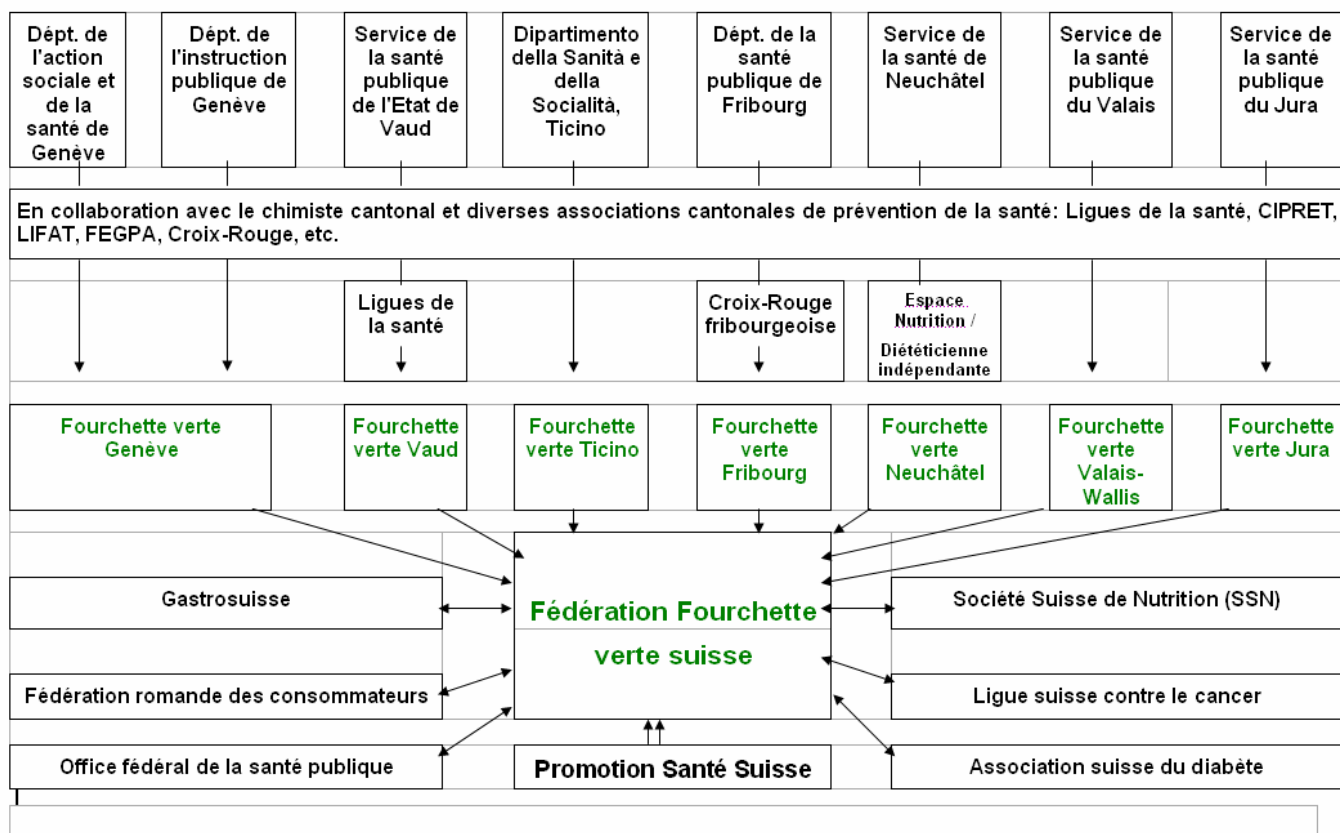 Dépt. de
l'action
sociale et
de la
santé de
Genève
Dépt. de
l'instruction
publique de
Genève
Service de
la santé
publique
de l'Etat de
Vaud
Dipartimento
della Sanità e
della
Socialità,
Ticino
Dépt. de la
santé
publique de
Fribourg
Service de
la santé de
Neuchâtel
Service de
la santé
publique
du Valais
Service de
la santé
publique
du Jura
En collaboration avec le chimiste cantonal et diverses associations cantonales de prévention de la santé: Ligues de la santé, CIPRET,
LIFAT, FEGPA, Croix-Rouge, etc.
Ligues de
la santé
Croix-Rouge
fribourgeoise
Espace
Nutrition /
Diététicienne
indépendante
Fourchette verte
Genève
Fourchette
verte Vaud
Fourchette
verte Ticino
Fourchette
verte
Fribourg
Fourchette
verte
Neuchâtel
Fourchette
verte
Valais-
Wallis
Fourchette
verte Jura
Gastrosuisse
Fédération Fourchette
verte suisse
Société Suisse de Nutrition (SSN)
Fédération romande des consommateurs
Ligue suisse contre le cancer
Office fédéral de la santé publique
Promotion Santé Suisse
Association suisse du diabète